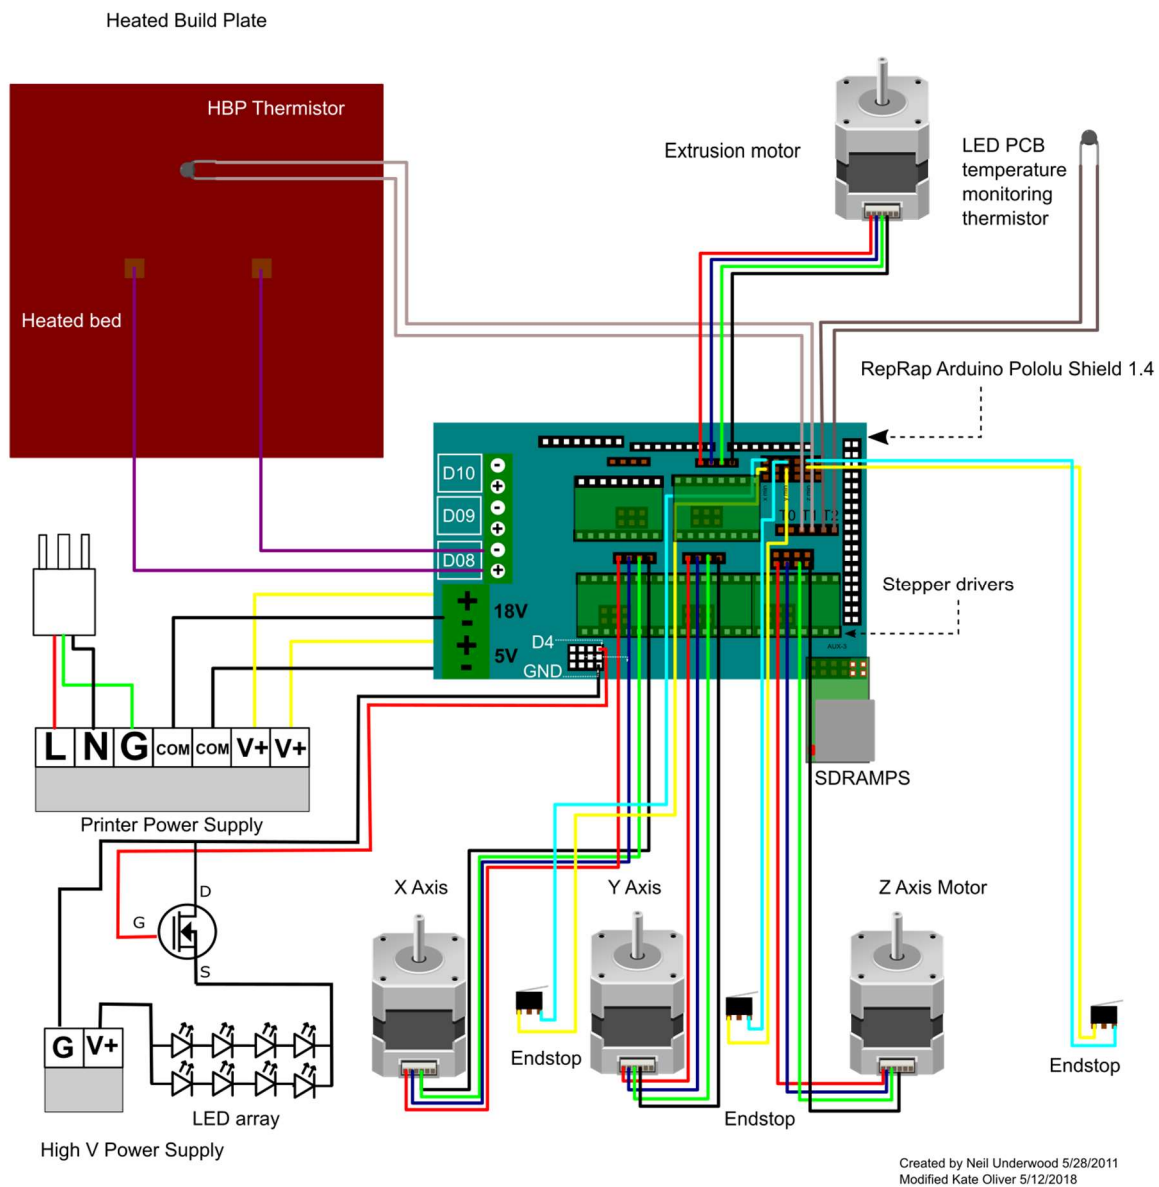 Heated Build Plate
HBP Thermistor
Heated bed
Extrusion motor
LED PCB
temperature
monitoring
thermistor
RepRap Arduino Pololu Shield 1.4
D10
D09
D08
- 
+
-
+
-
+
T0 T1 T2
Stepper drivers
+
-
18V
+
-
5V
D4
GND
AUX-3
SDRAMPS
L N G COM COM V+ V+
Printer Power Supply
D
G
S
G V+
LED array
High V Power Supply
X Axis
Y Axis
Z Axis Motor
Endstop
Endstop
Endstop
Created by Neil Underwood 5/28/2011
Modified Kate Oliver 5/12/2018